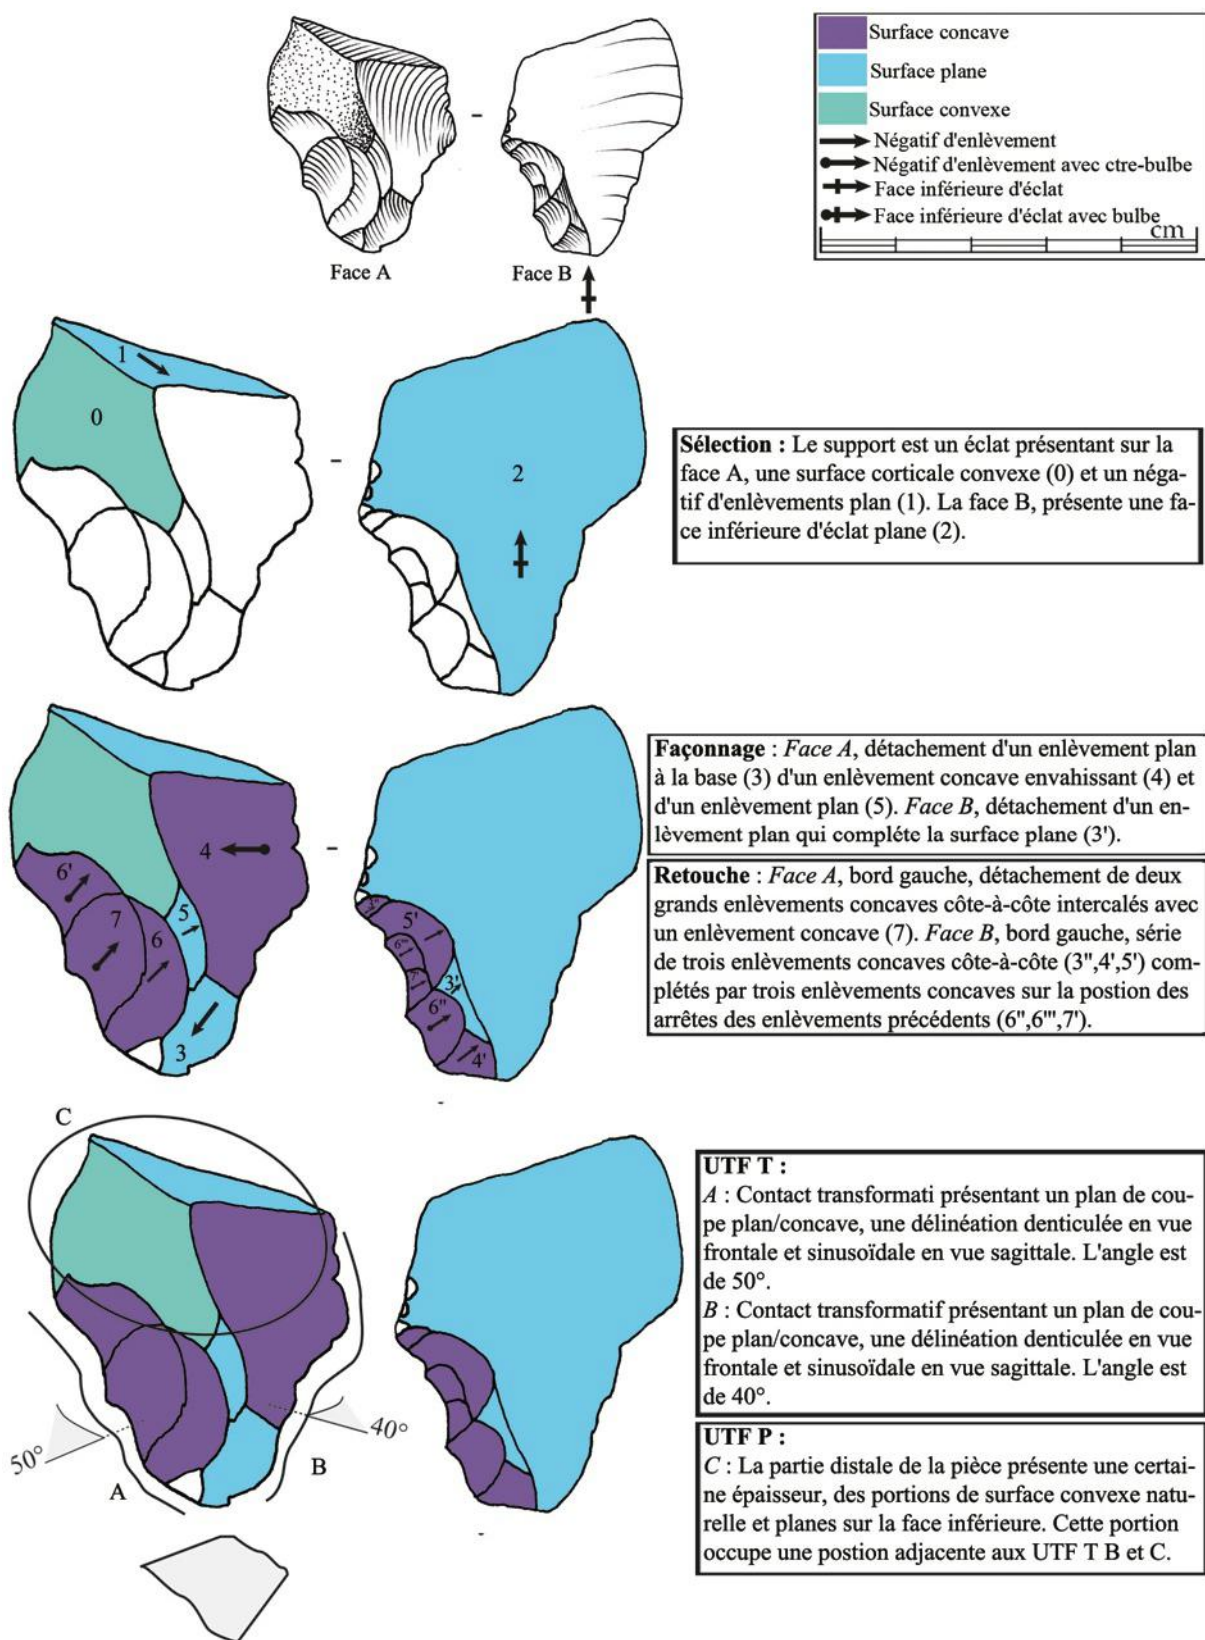 Surface concave
Surface plane
Surface convexe
Négatif d'enlèvement
Négatif d'enlèvement avec ctre-bulbe
Face inférieure d'éclat
Face inférieure d'éclat avec bulbe
cm
Face A
Face B
1
0
2
Sélection : Le support est un éclat présentant sur la
face A, une surface corticale convexe (0) et un néga-
tif d'enlèvements plan (1). La face B, présente une fa-
ce inférieure d'éclat plane (2).
4
6'
7
6
5
3
5'
6'''
7'
3'
6''
4'
Façonnage : Face A, détachement d'un enlèvement plan
à la base (3) d'un enlèvement concave envahissant (4) et
d'un enlèvement plan (5). Face B, détachement d'un en-
lèvement plan qui compléte la surface plane (3').
Retouche : Face A, bord gauche, détachement de deux
grands enlèvements concaves côte-à-côte intercalés avec
un enlèvement concave (7). Face B, bord gauche, série
de trois enlèvements concaves côte-à-côte (3'',4',5') com-
plétés par trois enlèvements concaves sur la postion des
arrêtes des enlèvements précédents (6'',6''',7').
C
50°
40°
A
B
UTF T :
A : Contact transformati présentant un plan de cou-
pe plan/concave, une délinéation denticulée en vue
frontale et sinusoïdale en vue sagittale. L'angle est
de 50°.
B : Contact transformatif présentant un plan de cou-
pe plan/concave, une délinéation denticulée en vue
frontale et sinusoïdale en vue sagittale. L'angle est
de 40°.
UTF P :
C : La partie distale de la pièce présente une certai-
ne épaisseur, des portions de surface convexe natu-
relle et planes sur la face inférieure. Cette portion
occupe une postion adjacente aux UTF T B et C.